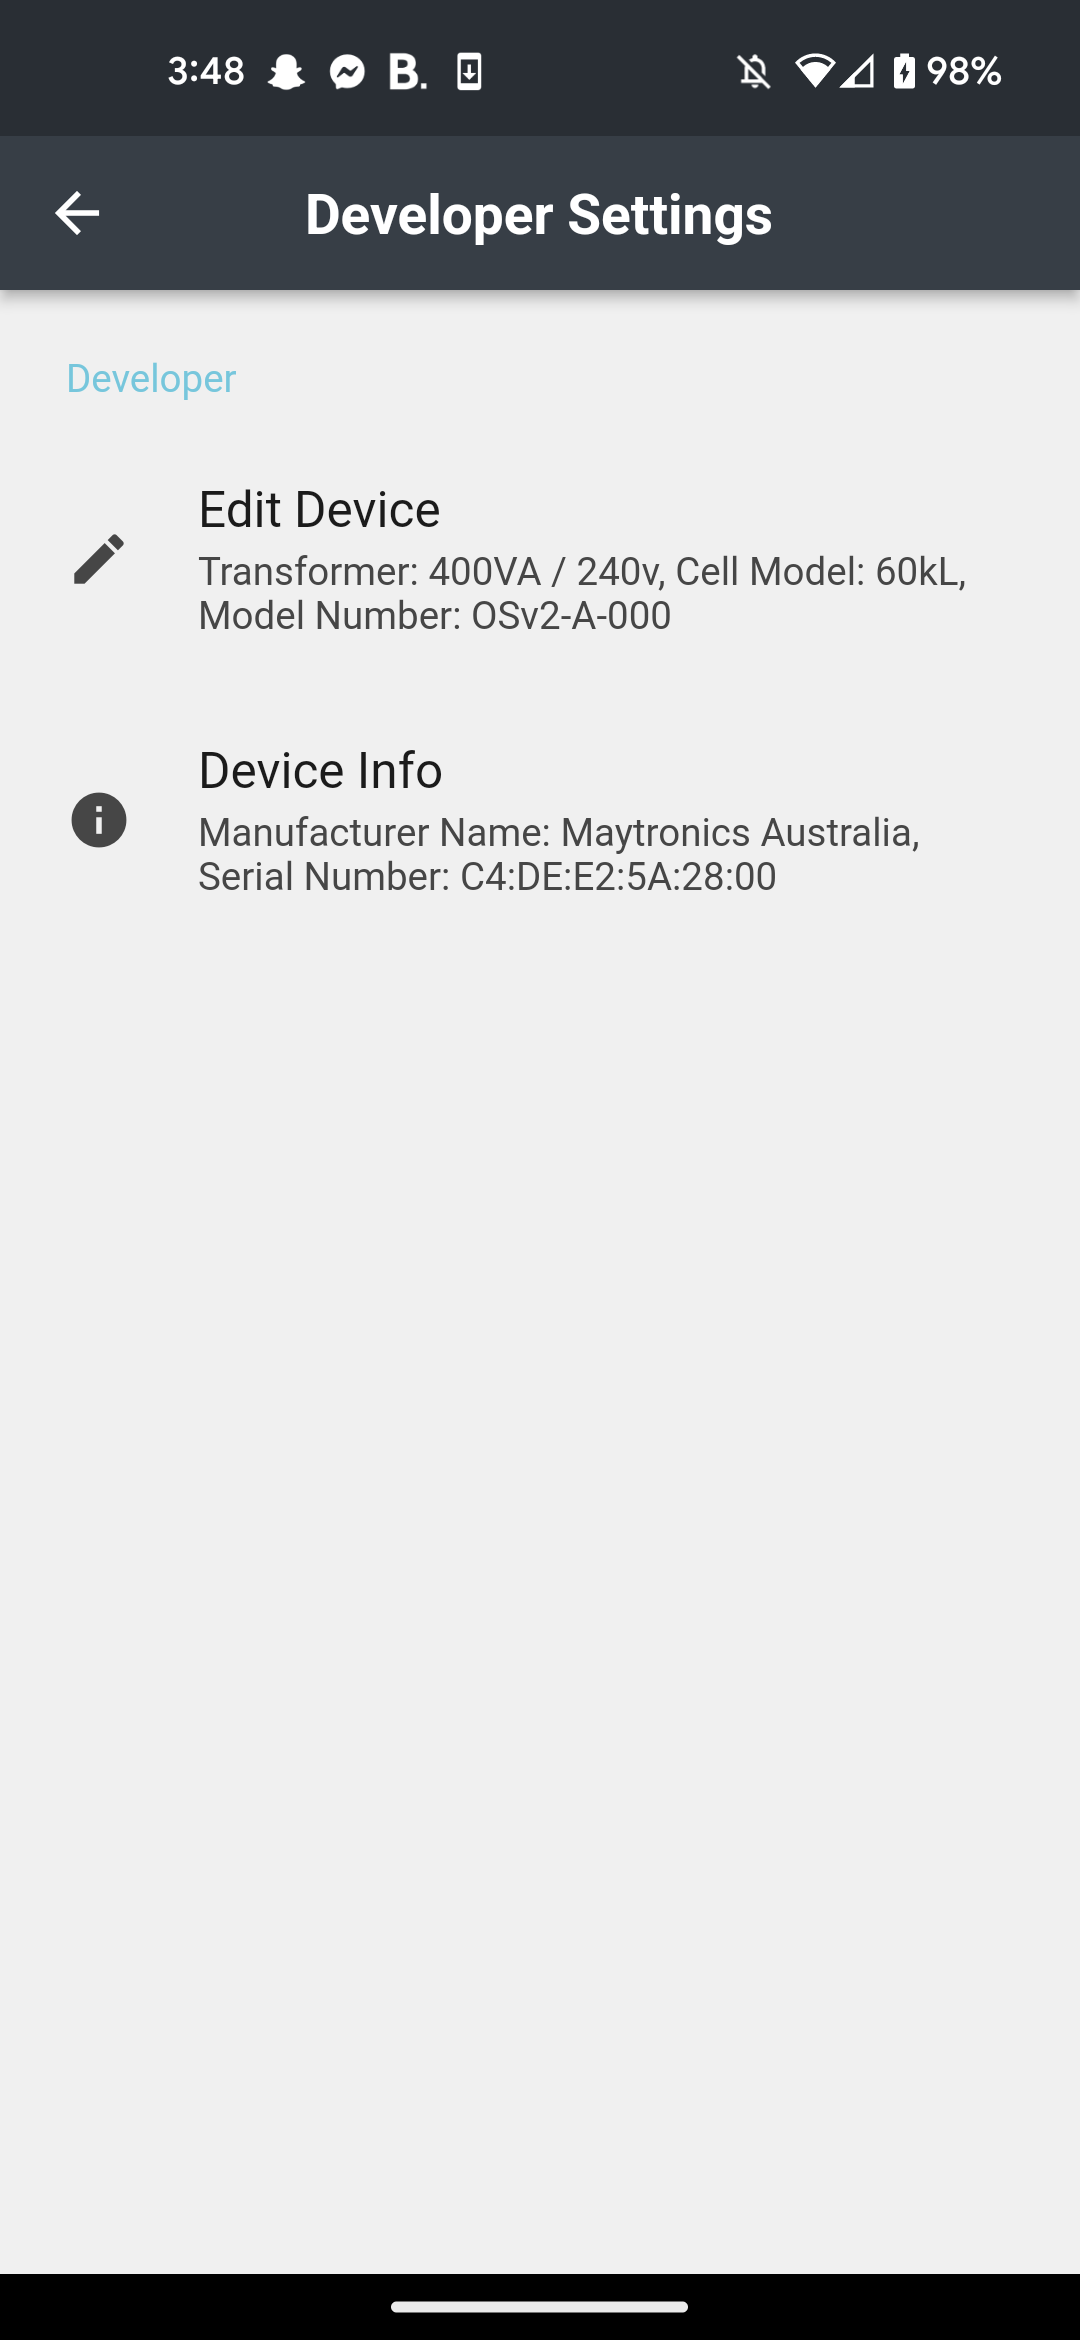 3:48 B. 98%
Developer Settings
Developer
Edit Device
Transformer: 400VA / 240v, Cell Model: 60kL,
Model Number: OSv2-A-000
Device Info
Manufacturer Name: Maytronics Australia,
Serial Number: C4:DE:E2:5A:28:00